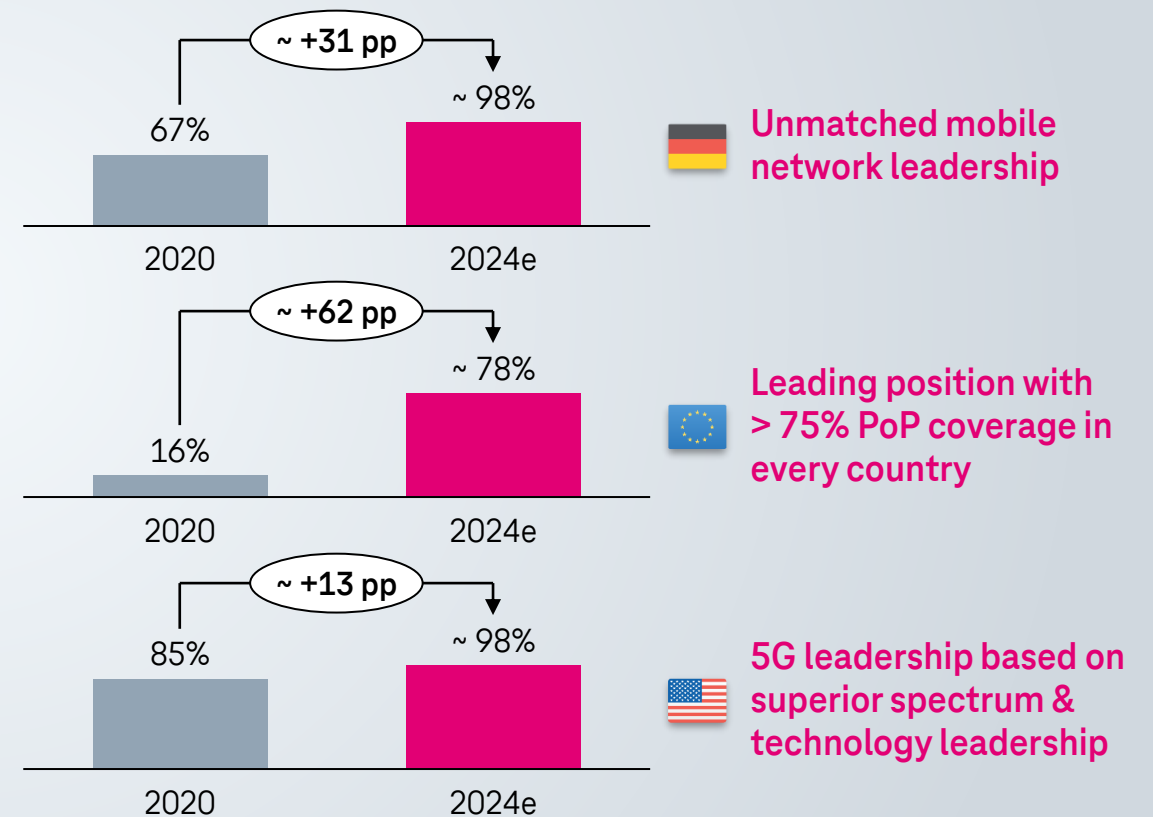 ~ +31 pp
~ 98%
67%
2020
2024e
Unmatched mobile
network leadership
~ +62 pp
~ 78%
16%
2020
2024e
Leading position with
> 75% PoP coverage in
every country
~ +13 pp
~ 98%
85%
2020
2024e
5G leadership based on
superior spectrum &
technology leadership